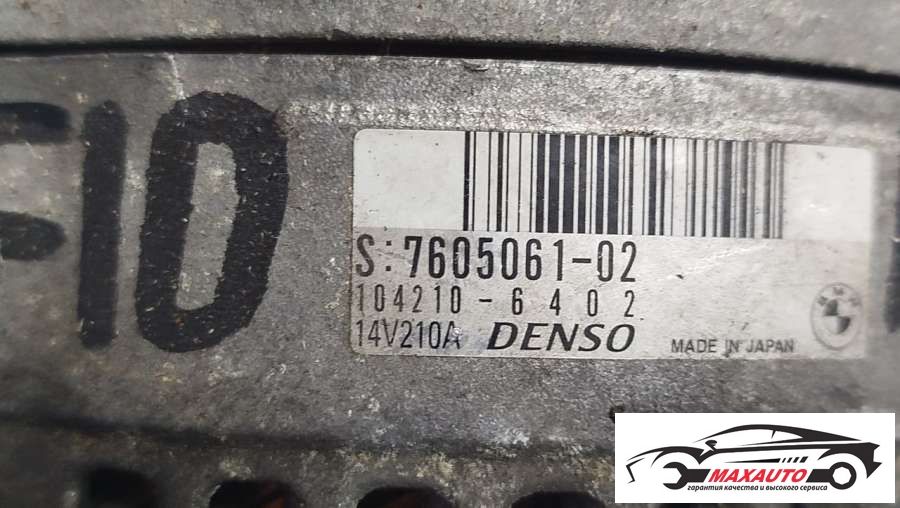 F10
S:7605061-02
104210-6402
14V210A DENSO MADE IN JAPAN
MAXAUTO
гарантия качества и высокого сервиса